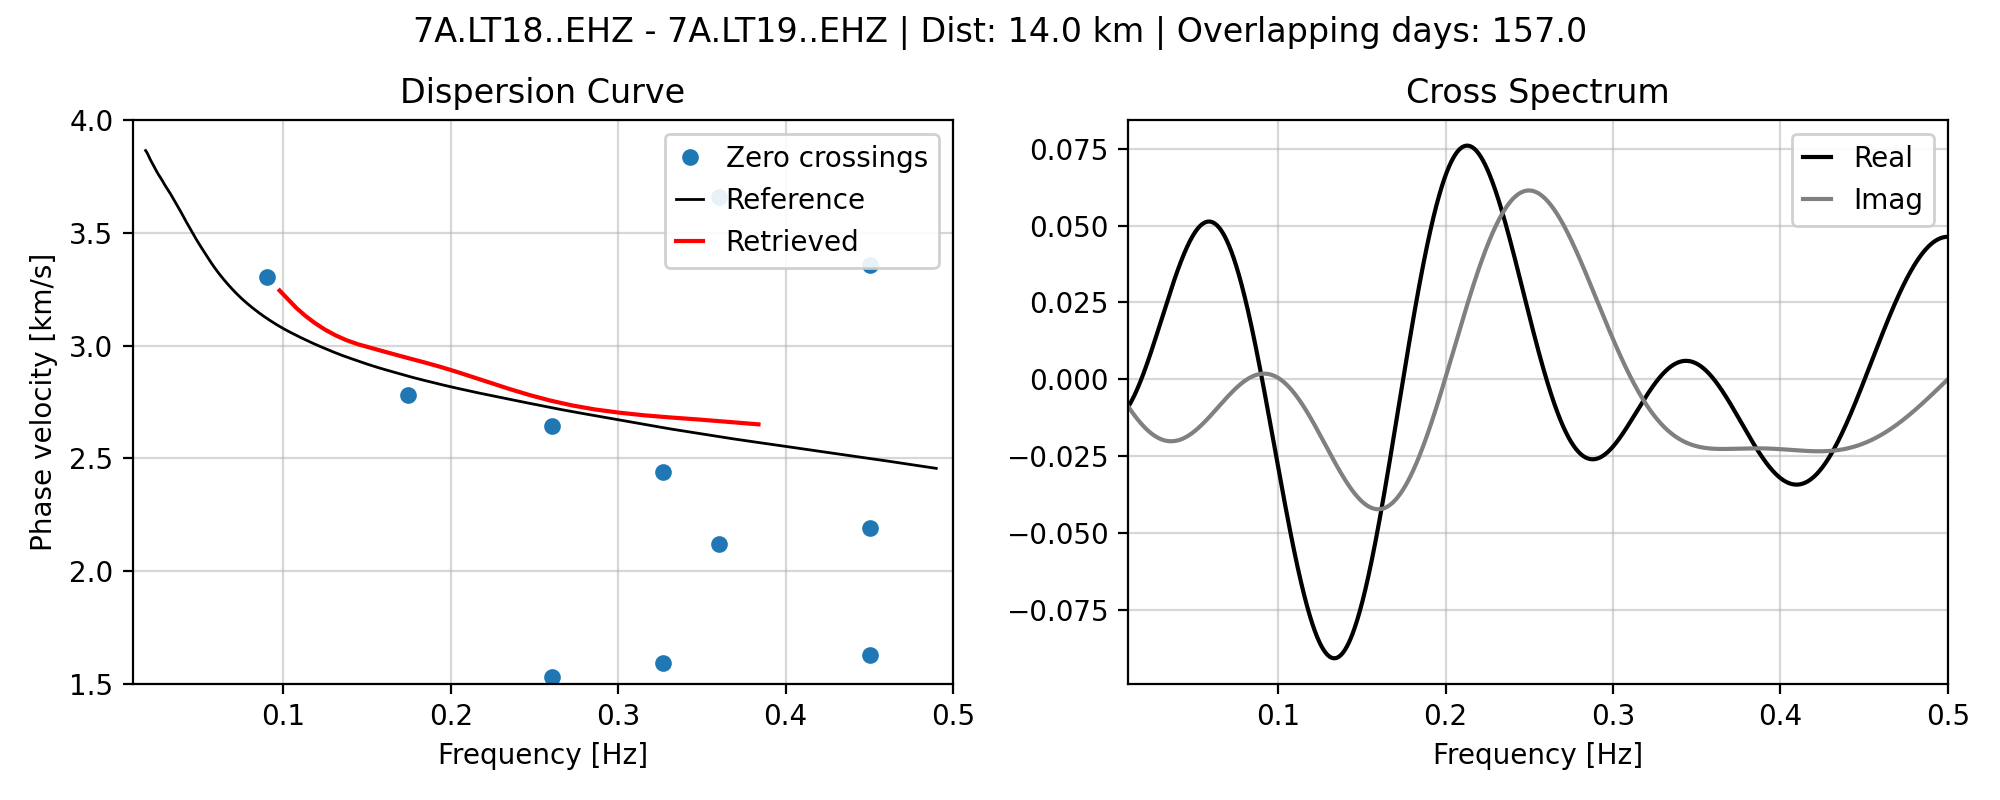 7A.LT18..EHZ - 7A.LT19..EHZ | Dist: 14.0 km | Overlapping days: 157.0
Dispersion Curve
Zero crossings
Reference
Retrieved
4.0
3.5
3.0
2.5
2.0
1.5
Phase velocity [km/s]
0.1
0.2
0.3
0.4
0.5
Frequency [Hz]
Cross Spectrum
Real
Imag
0.075
0.050
0.025
0.000
−0.025
−0.050
−0.075
0.1
0.2
0.3
0.4
0.5
Frequency [Hz]